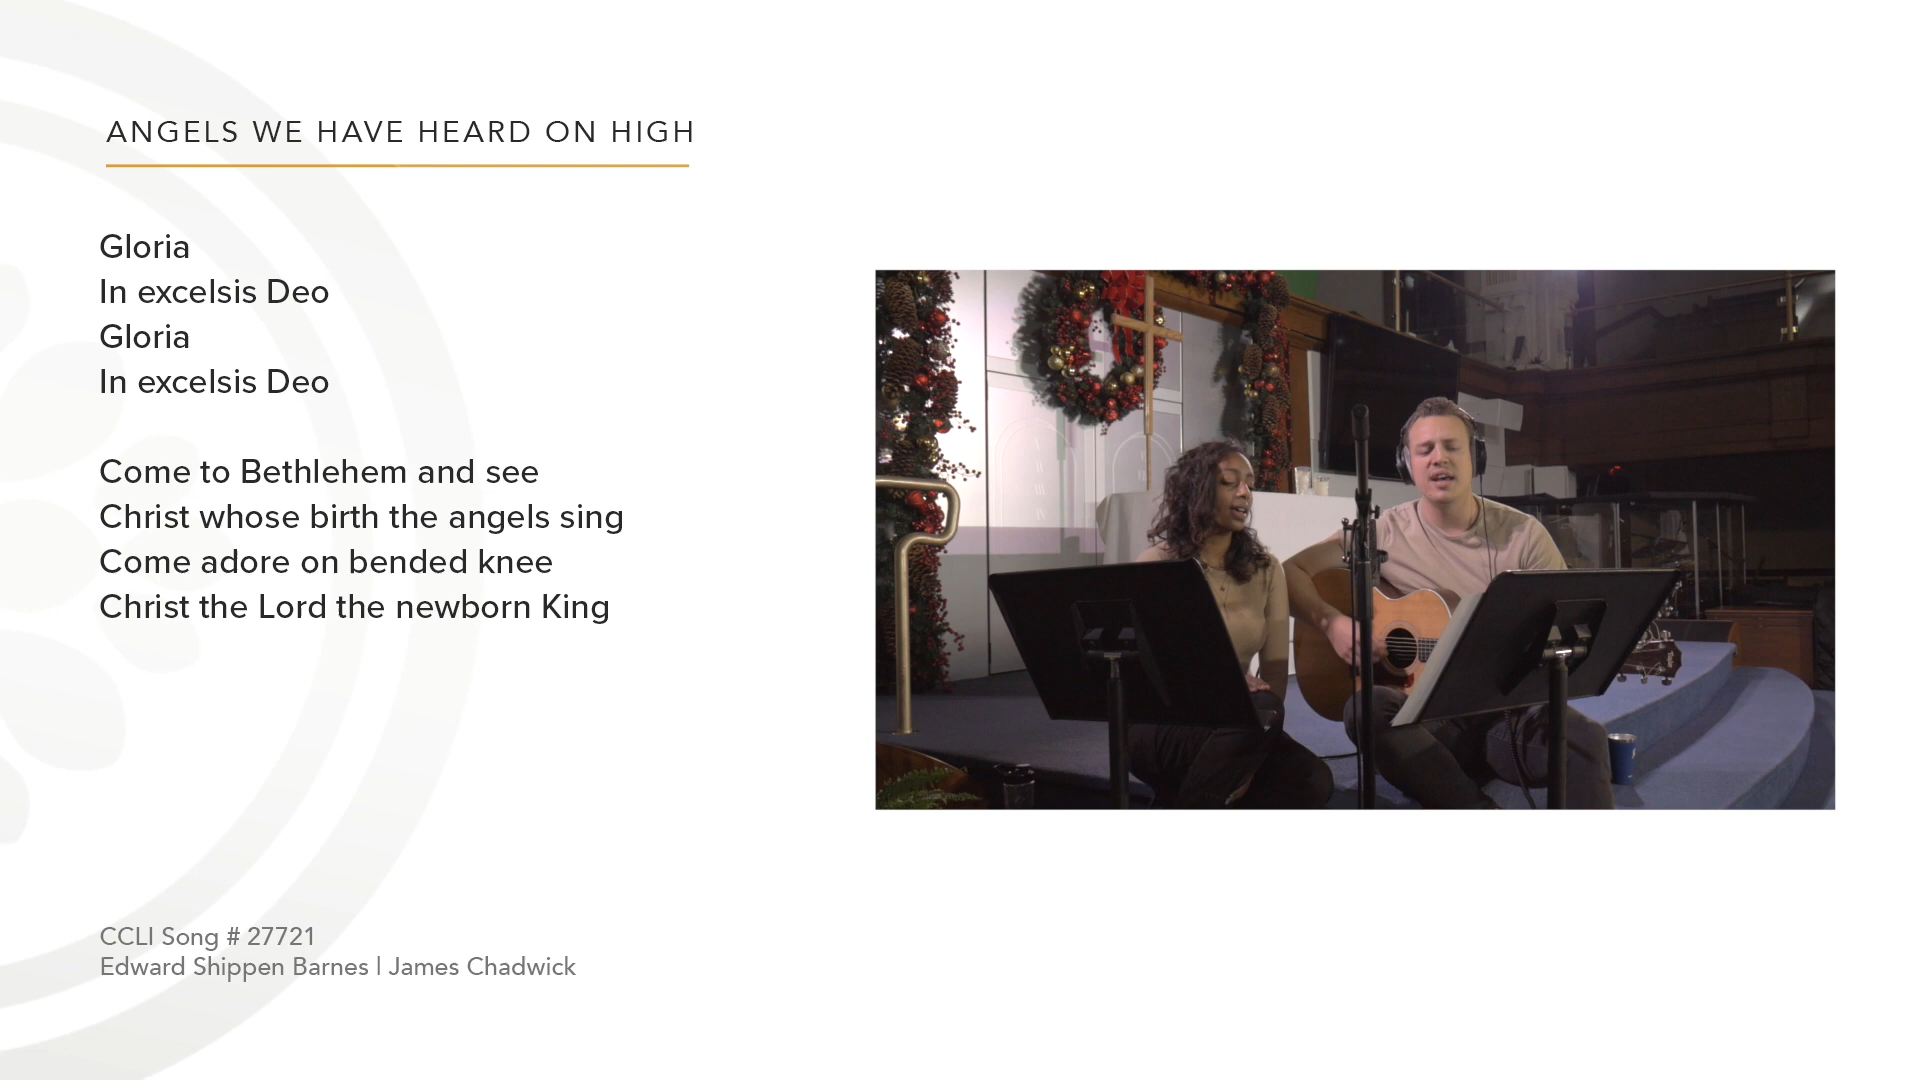 ANGELS WE HAVE HEARD ON HIGH
Gloria
In excelsis Deo
Gloria
In excelsis Deo
Come to Bethlehem and see
Christ whose birth the angels sing
Come adore on bended knee
Christ the Lord the newborn King
CCLI Song # 27721
Edward Shippen Barnes | James Chadwick